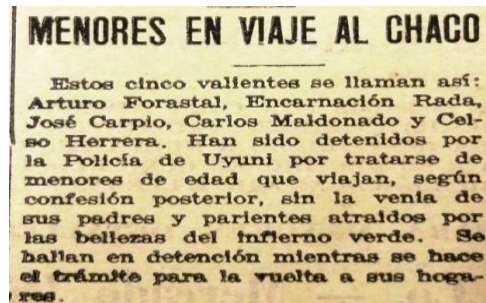 MENORES EN VIAJE AL CHACO
Estos cinco valientes se llaman así:
Arturo Forastal, Encarnación Rada,
José Carpio, Carlos Maldonado y Cel-
so Herrera. Han sido detenidos por
la Policía de Uyuni por tratarse de
menores de edad que viajan, según
confesión posterior, sin la venia de
sus padres y parientes atraidos por
las bellezas del infierno verde. Se
hallan en detención mientras se hace
el trámite para la vuelta a sus hoga-
res.